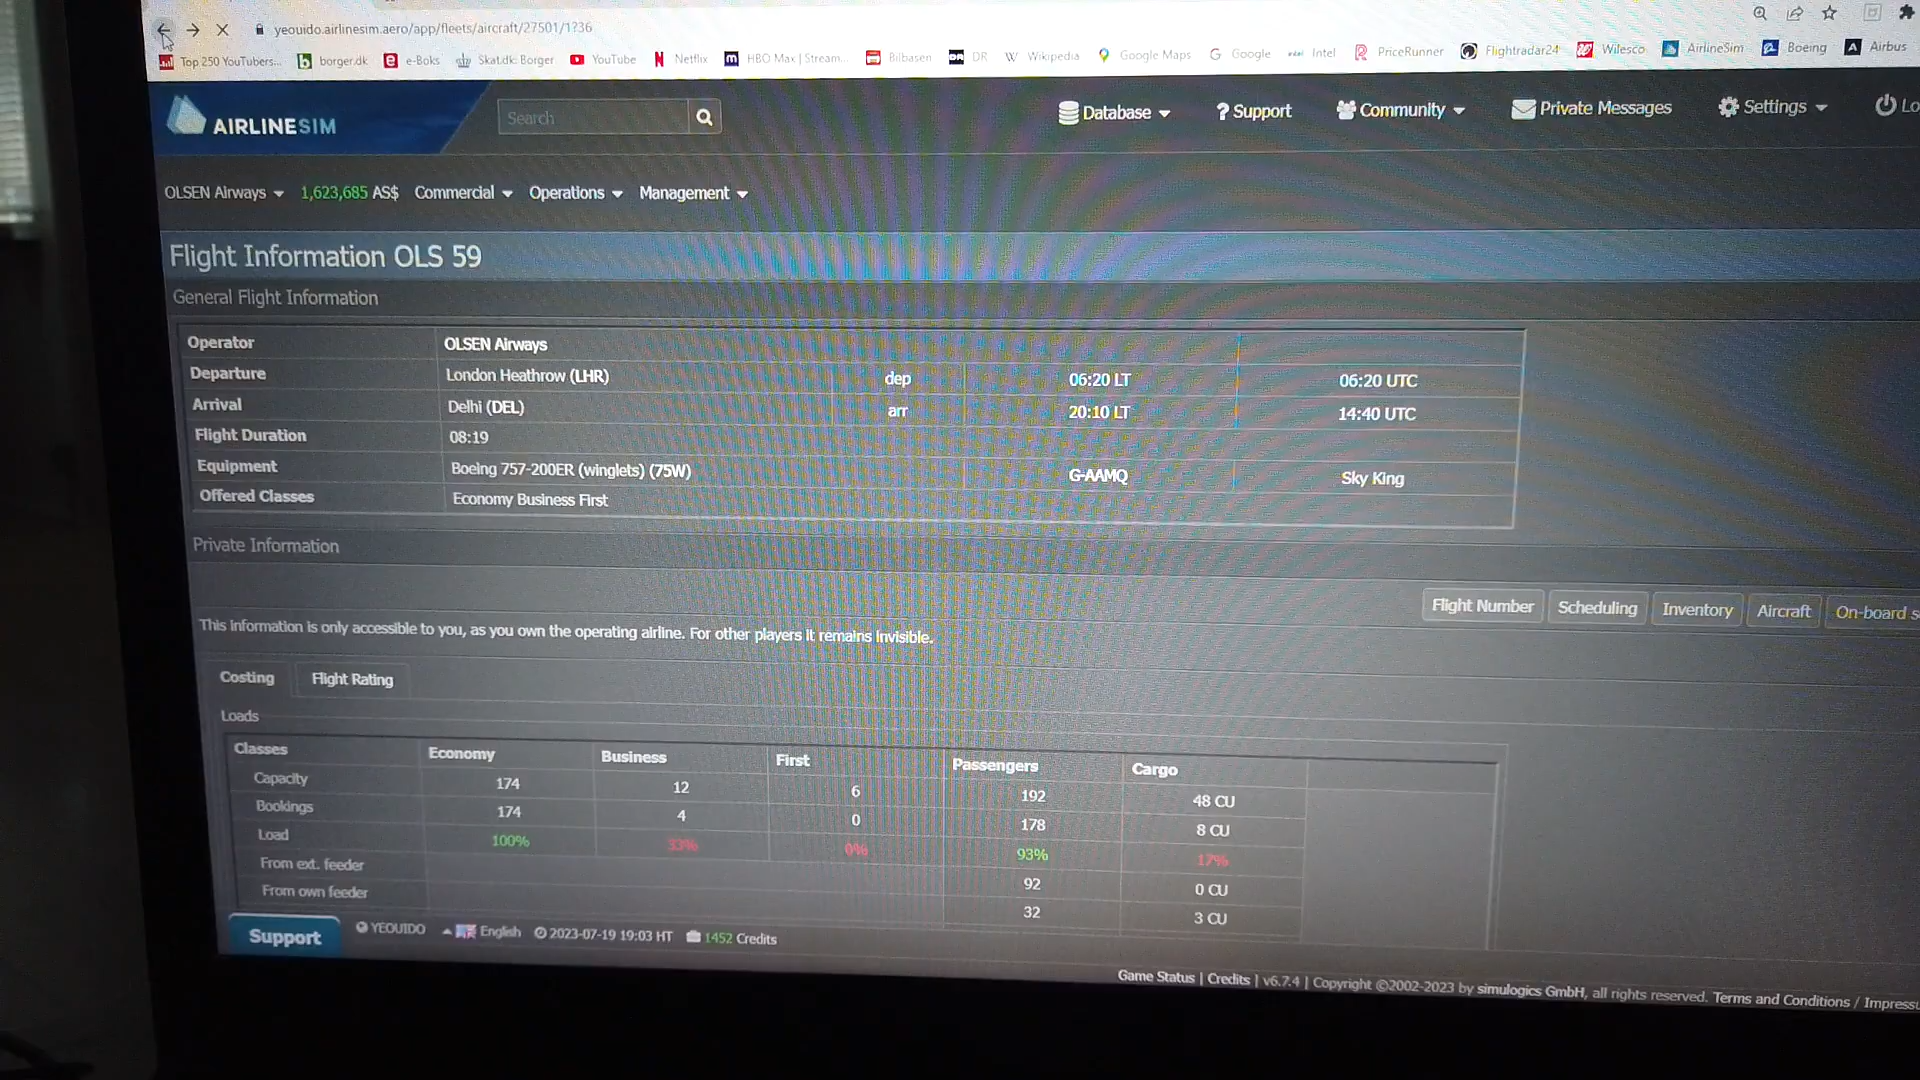 yeouido.airlinesim.aero/app/fleets/aircraft/27501/1?36
Top 250 YouTubers... borger.dk e-Boks Skat.dk: Borger YouTube Netflix HBO Max | Stream... Bilbasen DR Wikipedia Google Maps Google Intel PriceRunner Flightradar24 Wilesco AirlineSim Boeing Airbus
AIRLINESIM Search Database ? Support Community Private Messages Settings Lo
OLSEN Airways 1,623,685 AS$ Commercial Operations Management
Flight Information OLS 59
General Flight Information
Operator OLSEN Airways
Departure London Heathrow (LHR) dep 06:20 LT 06:20 UTC
Arrival Delhi (DEL) arr 20:10 LT 14:40 UTC
Flight Duration 08:19
Equipment Boeing 757-200ER (winglets) (75W) G-AAMQ Sky King
Offered Classes Economy Business First
Private Information
Flight Number Scheduling Inventory Aircraft On-board s
This information is only accessible to you, as you own the operating airline. For other players it remains invisible.
Costing Flight Rating
Loads
Classes Economy Business First Passengers Cargo
Capacity 174 12 6 192 48 CU
Bookings 174 4 0 178 8 CU
Load 100% 33% 0% 93% 17%
From ext. feeder 92 0 CU
From own feeder 32 3 CU
Support YEOUIDO English 2023-07-19 19:03 HT 1452 Credits
Game Status | Credits | v6.7.4 | Copyright ©2002-2023 by simulogics GmbH, all rights reserved. Terms and Conditions / Impress